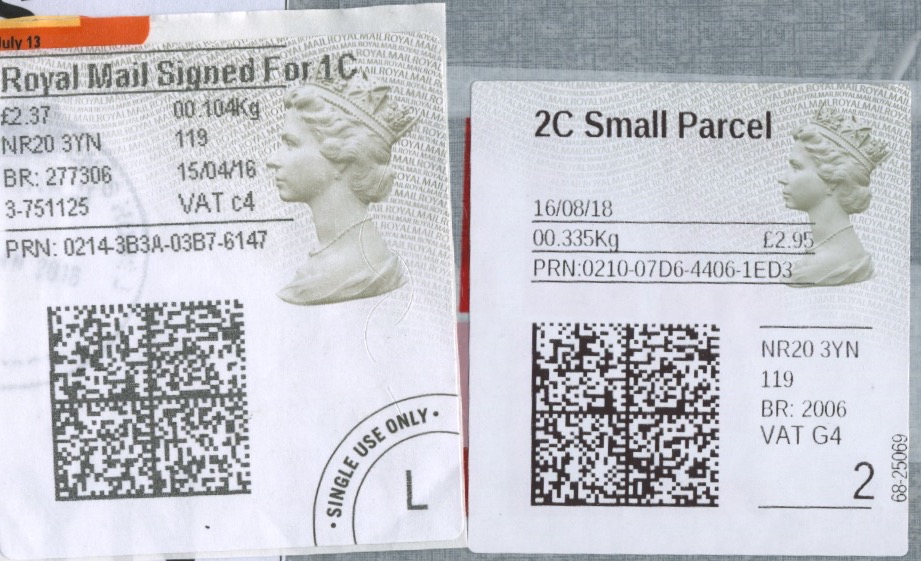 July 13
Royal Mail Signed For 1C
£2.37 00.104Kg
NR20 3YN 119
BR: 277306 15/04/16
3-751125 VAT c4
PRN: 0214-3B3A-03B7-6147
• SINGLE USE ONLY •
L
2C Small Parcel
16/08/18
00.335Kg £2.95
PRN:0210-07D6-4406-1ED3
NR20 3YN
119
BR: 2006
VAT G4
2
68-25069